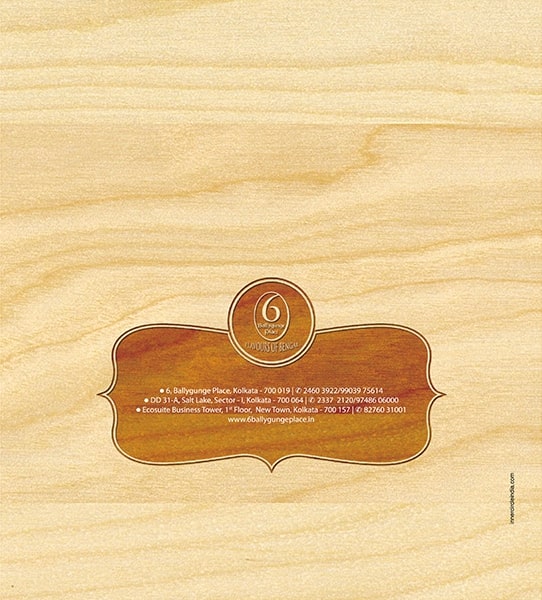 6
Ballygunge
Place
FLAVOURS OF BENGAL
● 6, Ballygunge Place, Kolkata - 700 019 | ✆ 2460 3922/99039 75614
● DD 31-A, Salt Lake, Sector - I, Kolkata - 700 064 | ✆ 2337 2120/97486 06000
● Ecosuite Business Tower, 1st Floor, New Town, Kolkata - 700 157 | ✆ 82760 31001
www.6ballygungeplace.in
innercircleindia.com